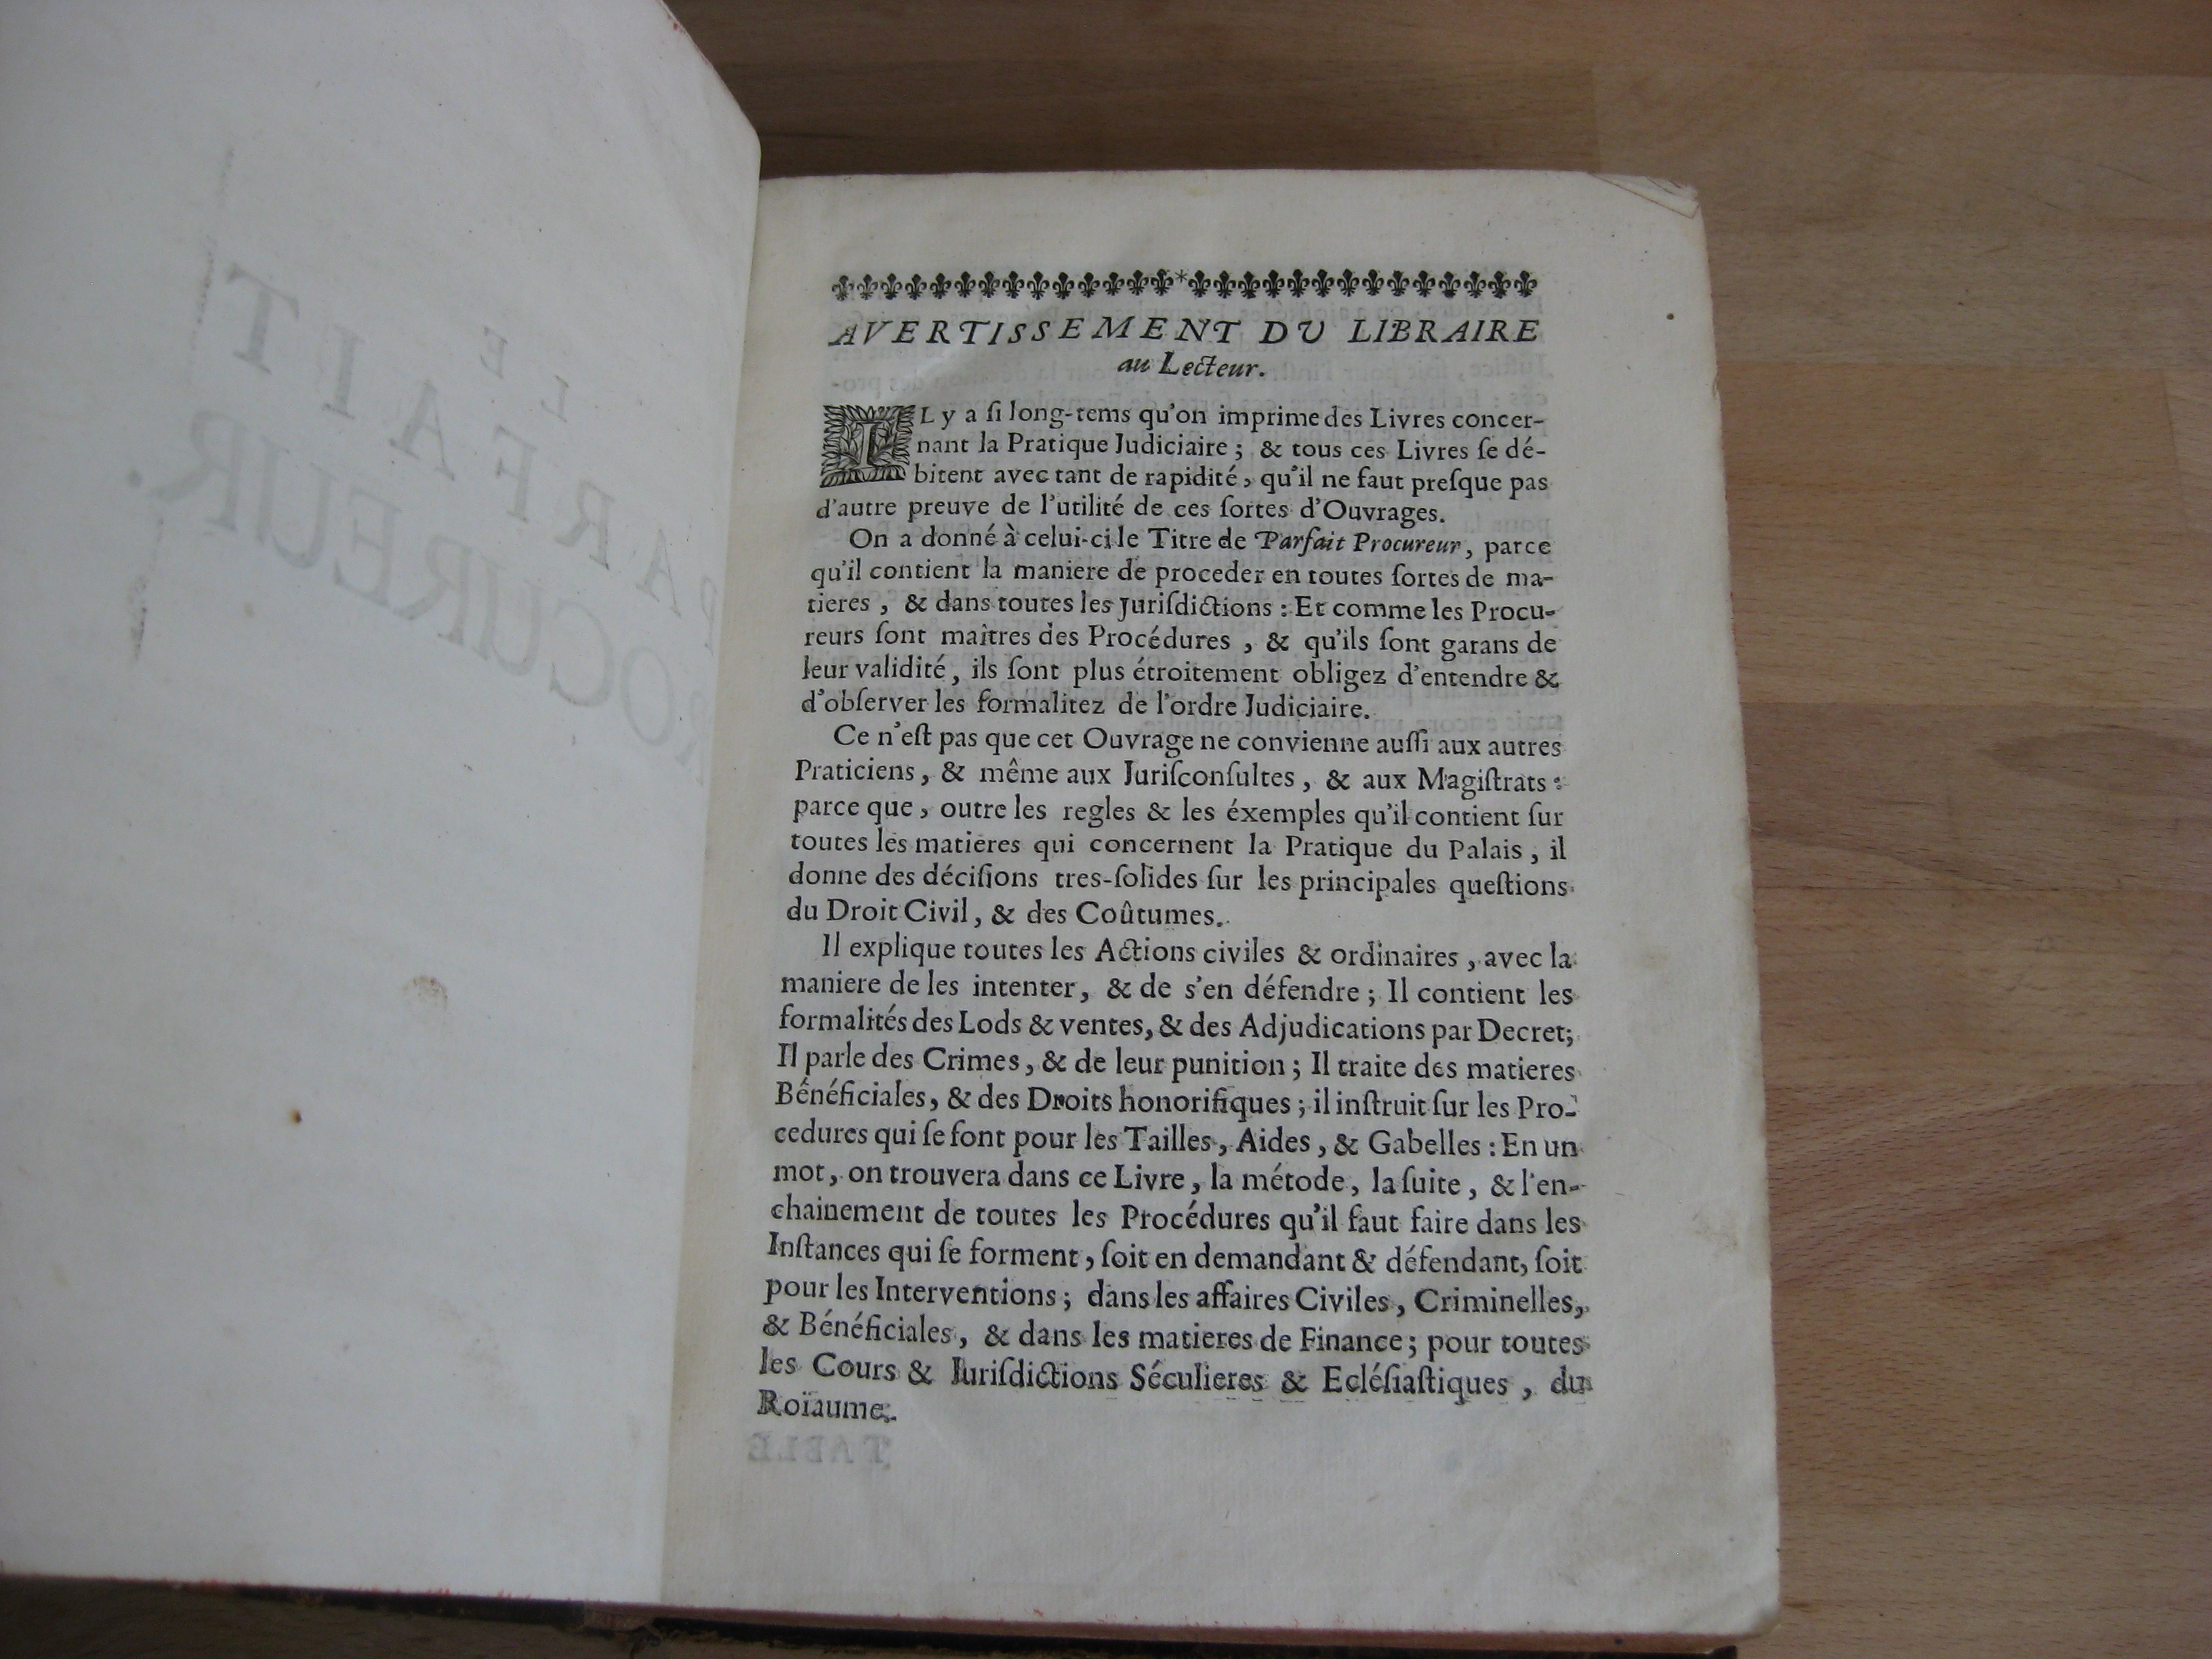 AVERTISSEMENT DU LIBRAIRE
au Lecteur.
IL y a ſi long-tems qu'on imprime des Livres concer-
nant la Pratique Judiciaire ; & tous ces Livres ſe dé-
bitent avec tant de rapidité, qu'il ne faut preſque pas
d'autre preuve de l'utilité de ces ſortes d'Ouvrages.
On a donné à celui-ci le Titre de Parfait Procureur, parce
qu'il contient la maniere de proceder en toutes ſortes de ma-
tieres, & dans toutes les Juriſdictions : Et comme les Procu-
reurs ſont maîtres des Procédures, & qu'ils ſont garans de
leur validité, ils ſont plus étroitement obligez d'entendre &
d'obſerver les formalitez de l'ordre Judiciaire.
Ce n'eſt pas que cet Ouvrage ne convienne auſſi aux autres
Praticiens, & même aux Juriſconſultes, & aux Magiſtrats :
parce que, outre les regles & les éxemples qu'il contient ſur
toutes les matieres qui concernent la Pratique du Palais, il
donne des déciſions tres-ſolides ſur les principales queſtions
du Droit Civil, & des Coûtumes.
Il explique toutes les Actions civiles & ordinaires, avec la
maniere de les intenter, & de s'en défendre ; Il contient les
formalités des Lods & ventes, & des Adjudications par Decret;
Il parle des Crimes, & de leur punition ; Il traite des matieres
Bénéficiales, & des Droits honorifiques ; il inſtruit ſur les Pro-
cedures qui ſe font pour les Tailles, Aides, & Gabelles : En un
mot, on trouvera dans ce Livre, la métode, la ſuite, & l'en-
chainement de toutes les Procédures qu'il faut faire dans les
Inſtances qui ſe forment, ſoit en demandant & défendant, ſoit
pour les Interventions ; dans les affaires Civiles, Criminelles,
& Bénéficiales, & dans les matieres de Finance ; pour toutes
les Cours & Iuriſdictions Séculieres & Ecléſiaſtiques, du
Roïaume.